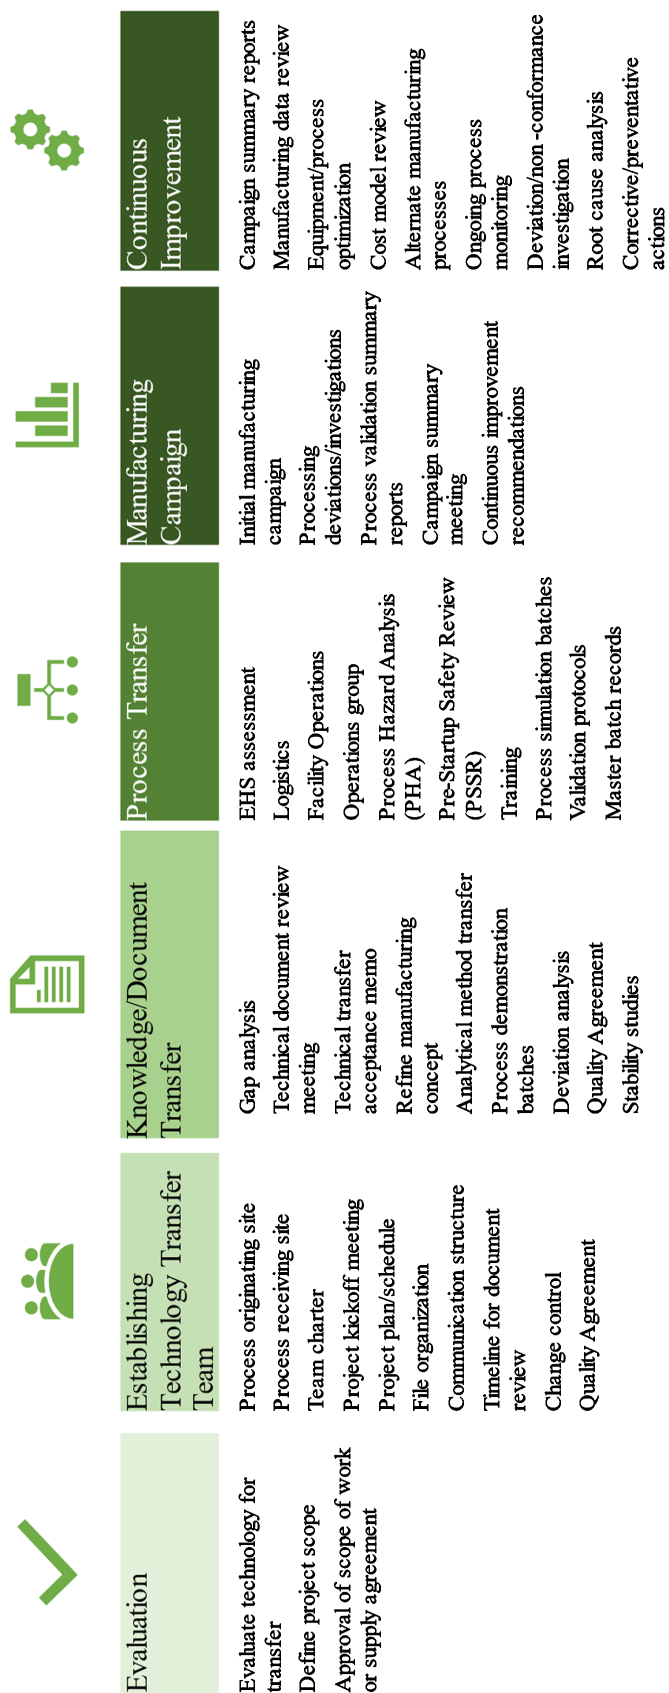 Evaluation
Evaluate technology for
transfer
Define project scope
Approval of scope of work
or supply agreement
Establishing
Technology Transfer
Team
Process originating site
Process receiving site
Team charter
Project kickoff meeting
Project plan/schedule
File organization
Communication structure
Timeline for document
review
Change control
Quality Agreement
Knowledge/Document
Transfer
Gap analysis
Technical document review
meeting
Technical transfer
acceptance memo
Refine manufacturing
concept
Analytical method transfer
Process demonstration
batches
Deviation analysis
Quality Agreement
Stability studies
Process Transfer
EHS assessment
Logistics
Facility Operations
Operations group
Process Hazard Analysis
(PHA)
Pre-Startup Safety Review
(PSSR)
Training
Process simulation batches
Validation protocols
Master batch records
Manufacturing
Campaign
Initial manufacturing
campaign
Processing
deviations/investigations
Process validation summary
reports
Campaign summary
meeting
Continuous improvement
recommendations
Continuous
Improvement
Campaign summary reports
Manufacturing data review
Equipment/process
optimization
Cost model review
Alternate manufacturing
processes
Ongoing process
monitoring
Deviation/non -conformance
investigation
Root cause analysis
Corrective/preventative
actions